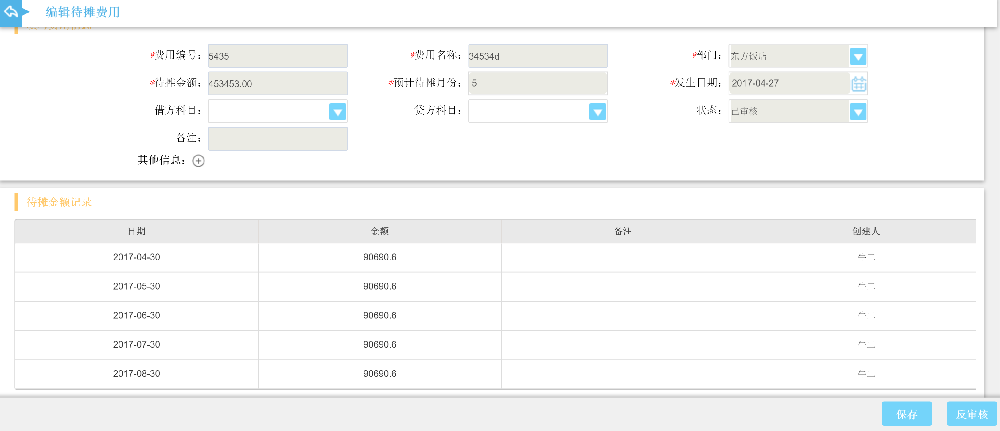 编辑待摊费用
*费用编号： 5435 *费用名称： 34534d *部门： 东方饭店
*待摊金额： 453453.00 *预计待摊月份： 5 *发生日期： 2017-04-27
借方科目： 贷方科目： 状态： 已审核
备注：
其他信息：
待摊金额记录
日期 金额 备注 创建人
2017-04-30 90690.6 牛二
2017-05-30 90690.6 牛二
2017-06-30 90690.6 牛二
2017-07-30 90690.6 牛二
2017-08-30 90690.6 牛二
保存 反审核